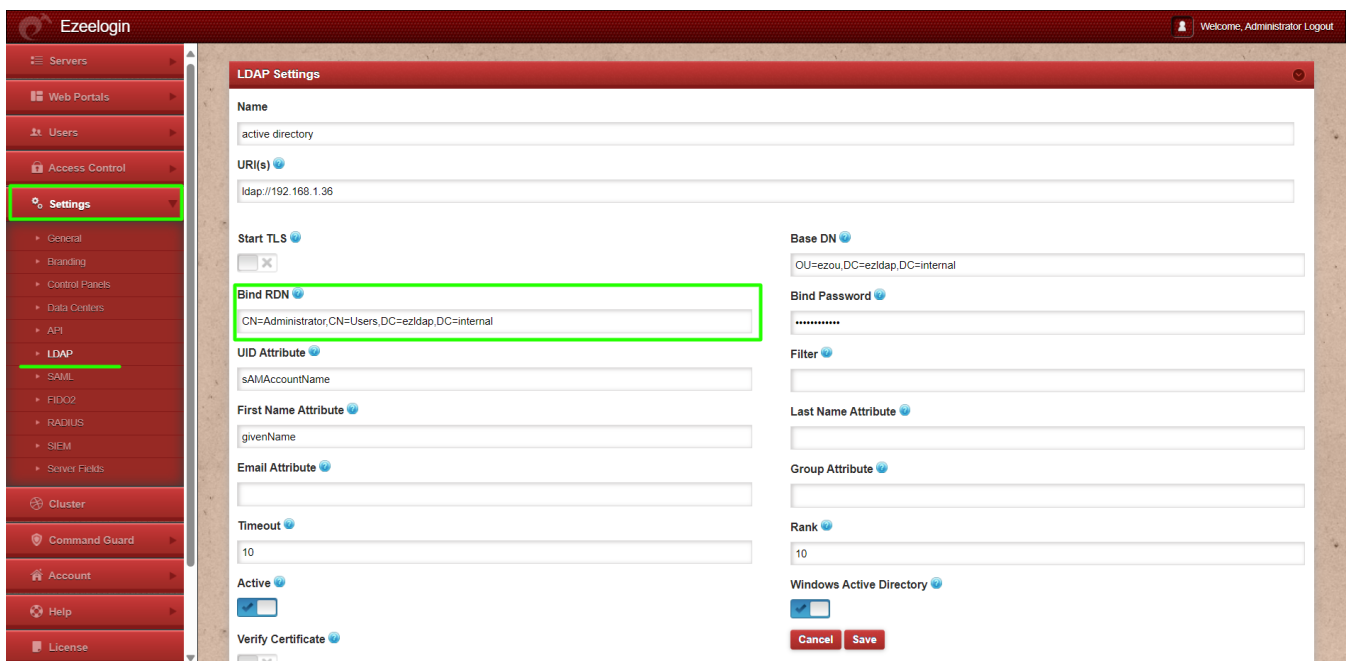 Ezeelogin
Welcome, Administrator Logout
Servers
Web Portals
Users
Access Control
Settings
General
Branding
Control Panels
Data Centers
API
LDAP
SAML
FIDO2
RADIUS
SIEM
Server Fields
Cluster
Command Guard
Account
Help
License
LDAP Settings
Name
active directory
URI(s)
ldap://192.168.1.36
Start TLS
Base DN
OU=ezou,DC=ezldap,DC=internal
Bind RDN
CN=Administrator,CN=Users,DC=ezldap,DC=internal
Bind Password
••••••••••••
UID Attribute
sAMAccountName
Filter
First Name Attribute
givenName
Last Name Attribute
Email Attribute
Group Attribute
Timeout
10
Rank
10
Active
Windows Active Directory
Verify Certificate
Cancel Save